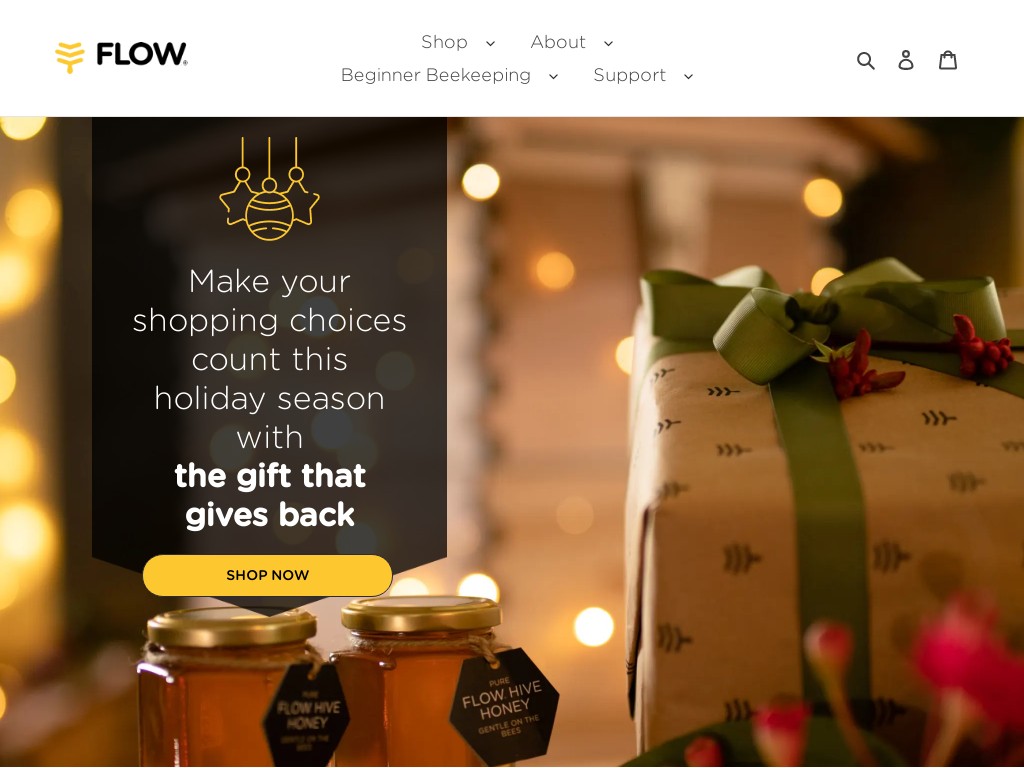 FLOW®
Shop
About
Beginner Beekeeping
Support
Make your
shopping choices
count this
holiday season
with
the gift that
gives back
SHOP NOW
PURE
FLOW HIVE
HONEY
GENTLE ON THE
BEES
PURE
FLOW HIVE
HONEY
GENTLE ON THE
BEES